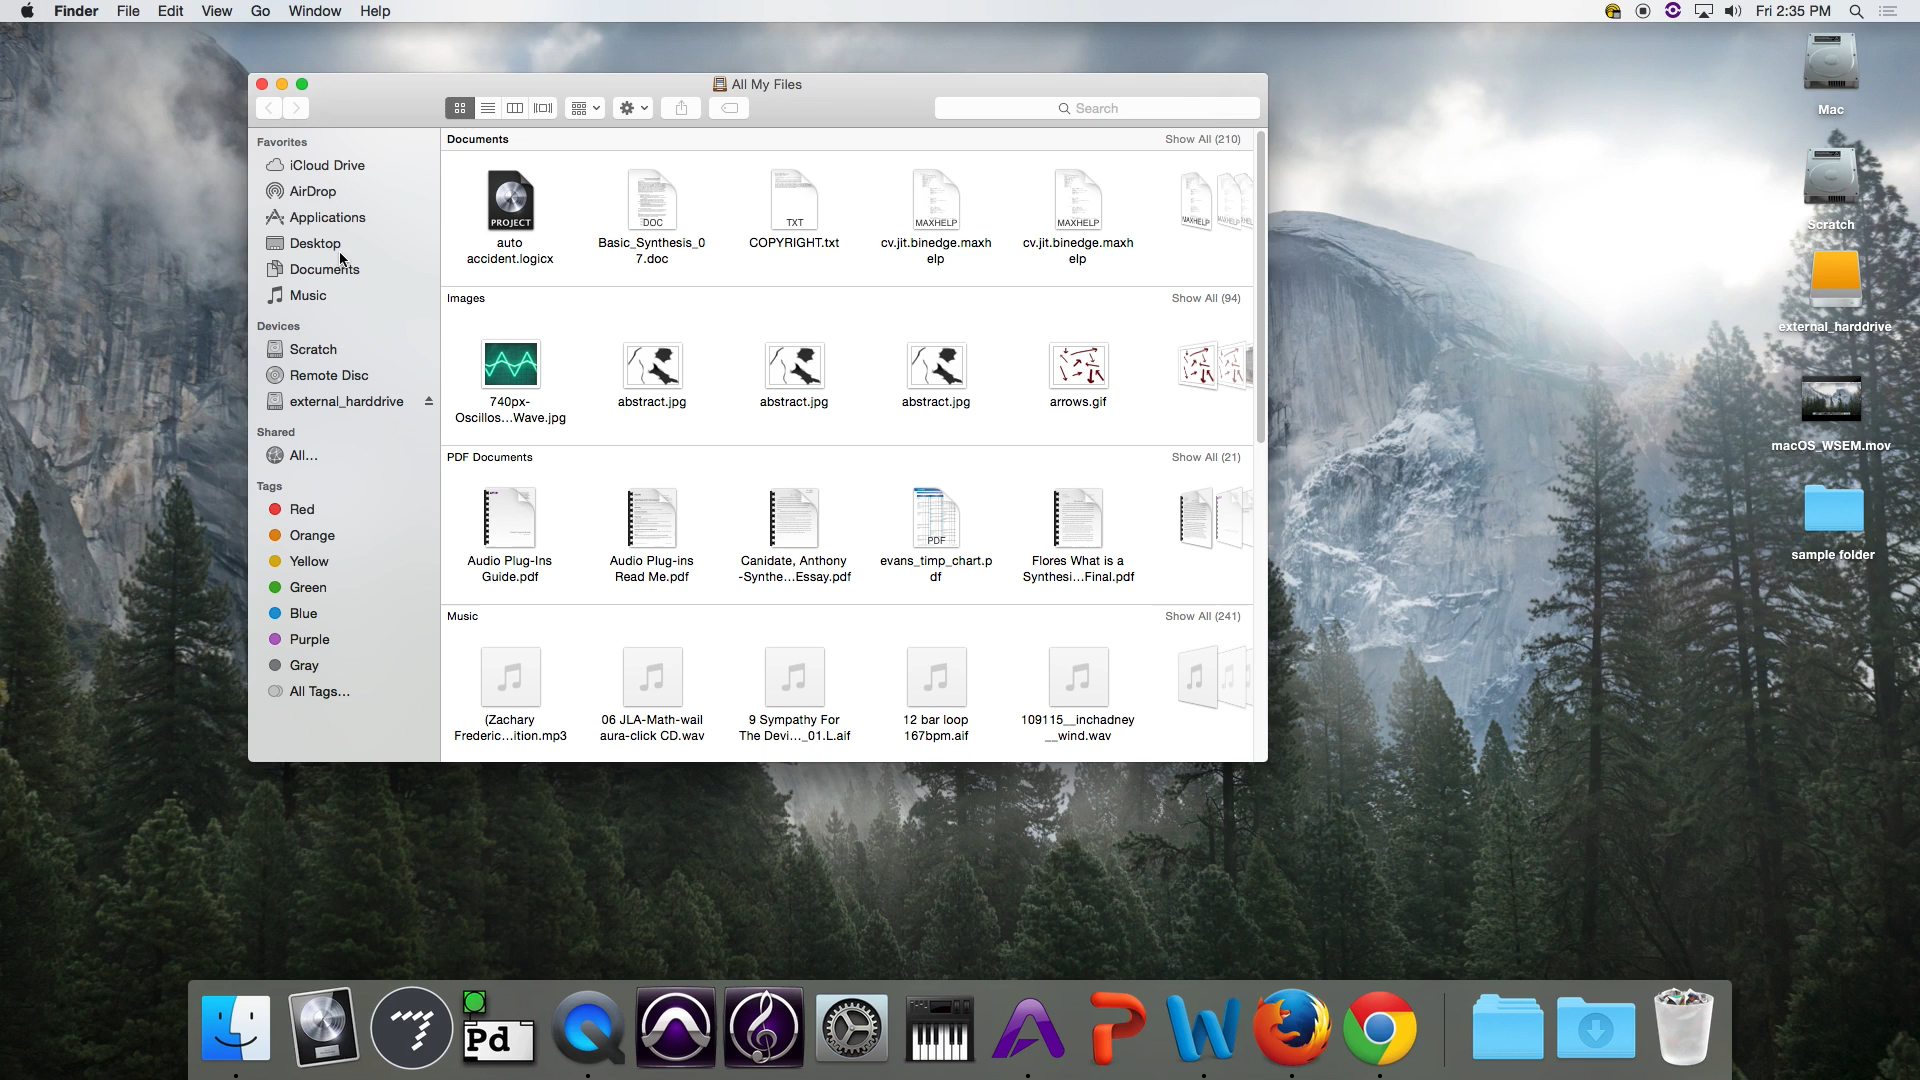 Finder File Edit View Go Window Help
Fri 2:35 PM
All My Files
Search
Favorites
iCloud Drive
AirDrop
Applications
Desktop
Documents
Music
Devices
Scratch
Remote Disc
external_harddrive
Shared
All...
Tags
Red
Orange
Yellow
Green
Blue
Purple
Gray
All Tags...
Documents
Show All (210)
PROJECT
DOC
TXT
MAXHELP
MAXHELP
MAXHELP
auto
accident.logicx
Basic_Synthesis_0
7.doc
COPYRIGHT.txt
cv.jit.binedge.maxh
elp
cv.jit.binedge.maxh
elp
Images
Show All (94)
740px-
Oscillos...Wave.jpg
abstract.jpg
abstract.jpg
abstract.jpg
arrows.gif
PDF Documents
Show All (21)
PDF
Audio Plug-Ins
Guide.pdf
Audio Plug-ins
Read Me.pdf
Canidate, Anthony
-Synthe...Essay.pdf
evans_timp_chart.p
df
Flores What is a
Synthesi...Final.pdf
Music
Show All (241)
(Zachary
Frederic...ition.mp3
06 JLA-Math-wail
aura-click CD.wav
9 Sympathy For
The Devi..._01.L.aif
12 bar loop
167bpm.aif
109115__inchadney
__wind.wav
Mac
Scratch
external_harddrive
macOS_WSEM.mov
sample folder
Pd